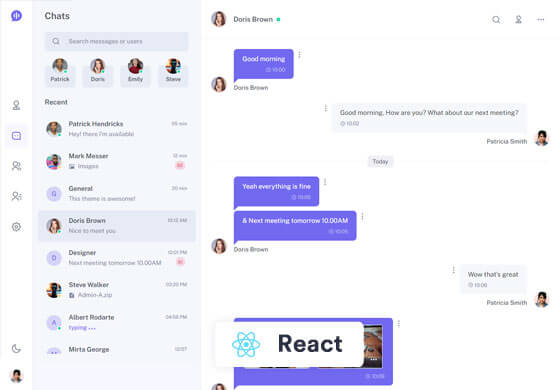 Chats
Search messages or users
Patrick
Doris
Emily
Steve
Recent
Patrick Hendricks
05 min
Hey! there I'm available
Mark Messer
12 min
Images
02
General
20 min
This theme is awesome!
Doris Brown
10:12 AM
Nice to meet you
Designer
12:01 PM
Next meeting tomorrow 10.00AM
Steve Walker
03:20 PM
Admin-A.zip
Albert Rodarte
04:56 PM
typing ...
Mirta George
12/07
G
D
A
M
Doris Brown
Good morning
10:00
Doris Brown
Good morning, How are you? What about our next meeting?
10:02
Patricia Smith
Today
Yeah everything is fine
10:05
& Next meeting tomorrow 10.00AM
10:05
Doris Brown
Wow that's great
10:06
Patricia Smith
React
10:09